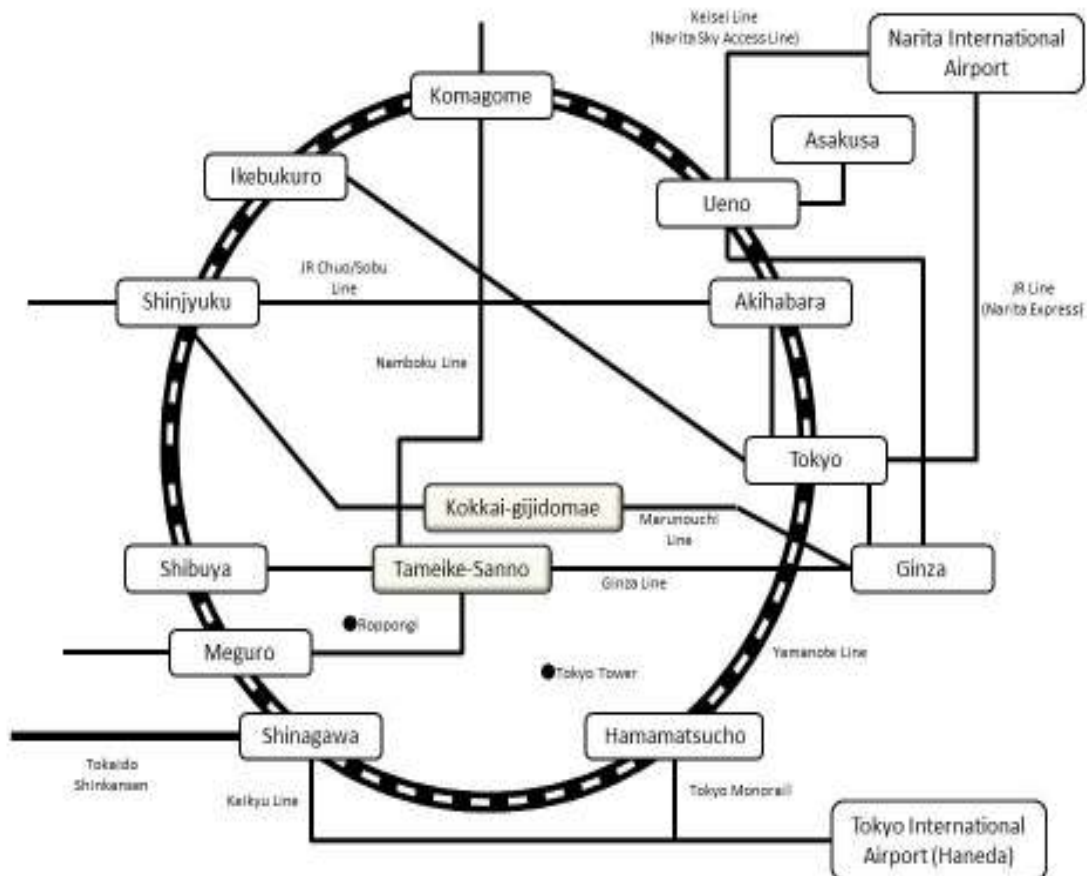 Keisei Line
(Narita Sky Access Line)
Narita International
Airport
Komagome
Asakusa
Ikebukuro
Ueno
JR Chuo/Sobu
Line
JR Line
(Narita Express)
Shinjyuku
Akihabara
Namboku Line
Tokyo
Kokkai-gijidomae
Marunouchi
Line
Shibuya
Tameike-Sanno
Ginza Line
Ginza
Roppongi
Meguro
Tokyo Tower
Yamanote Line
Shinagawa
Hamamatsucho
Tokaido
Shinkansen
Keikyu Line
Tokyo Monoraill
Tokyo International
Airport (Haneda)